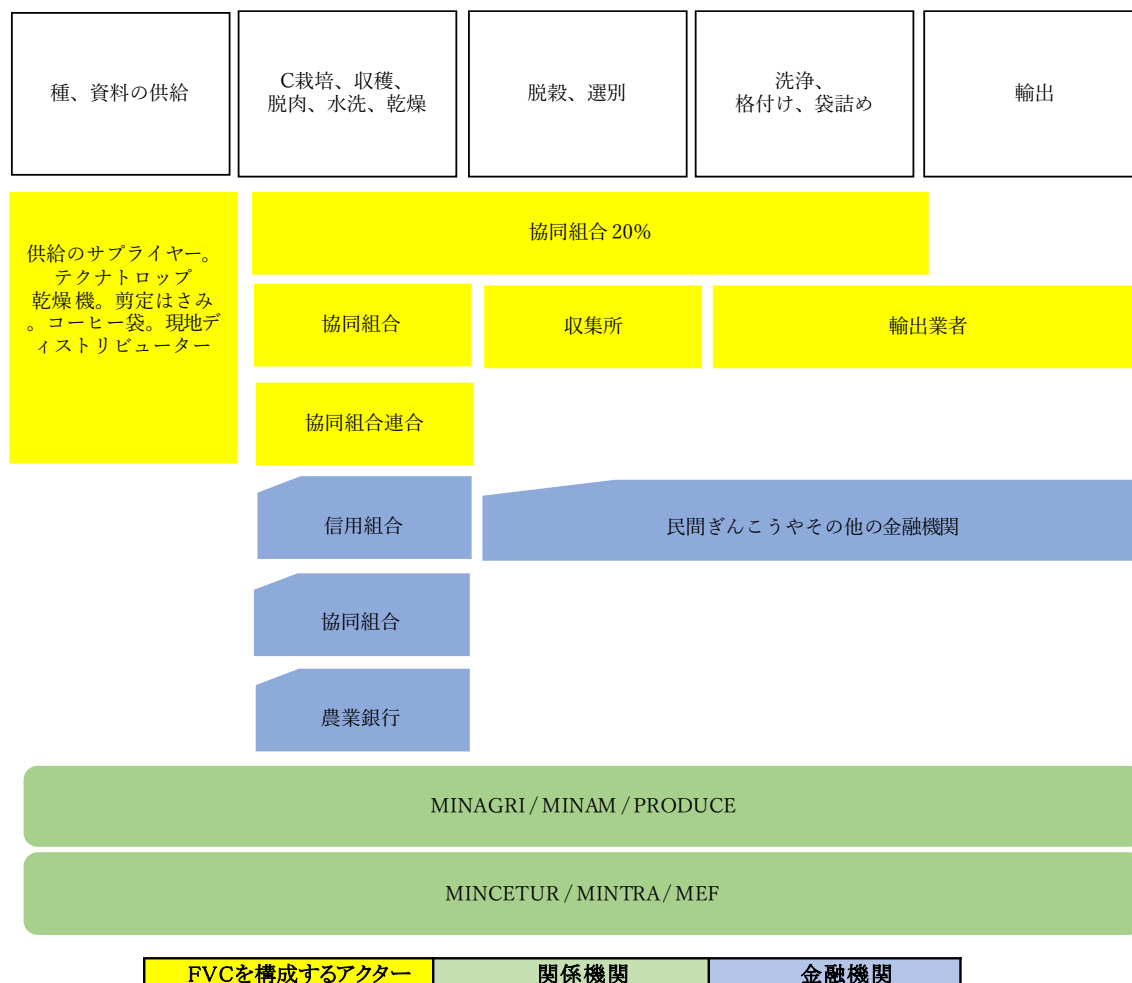 種、資料の供給
C栽培、収穫、
脱肉、水洗、乾燥
脱穀、選別
洗浄、
格付け、袋詰め
輸出
供給のサプライヤー。
テクナトロップ
乾燥機。剪定はさみ
。コーヒー袋。現地デ
ィストリビューター
協同組合 20%
協同組合
収集所
輸出業者
協同組合連合
信用組合
民間ぎんこうやその他の金融機関
協同組合
農業銀行
MINAGRI / MINAM / PRODUCE
MINCETUR / MINTRA / MEF
FVCを構成するアクター
関係機関
金融機関